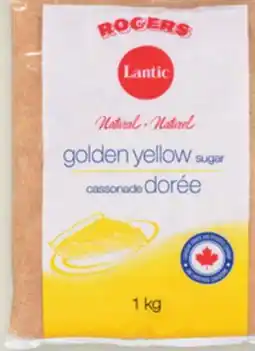 ROGERS
Lantic
Natural • Naturel
golden yellow sugar
cassonade dorée
1 kg